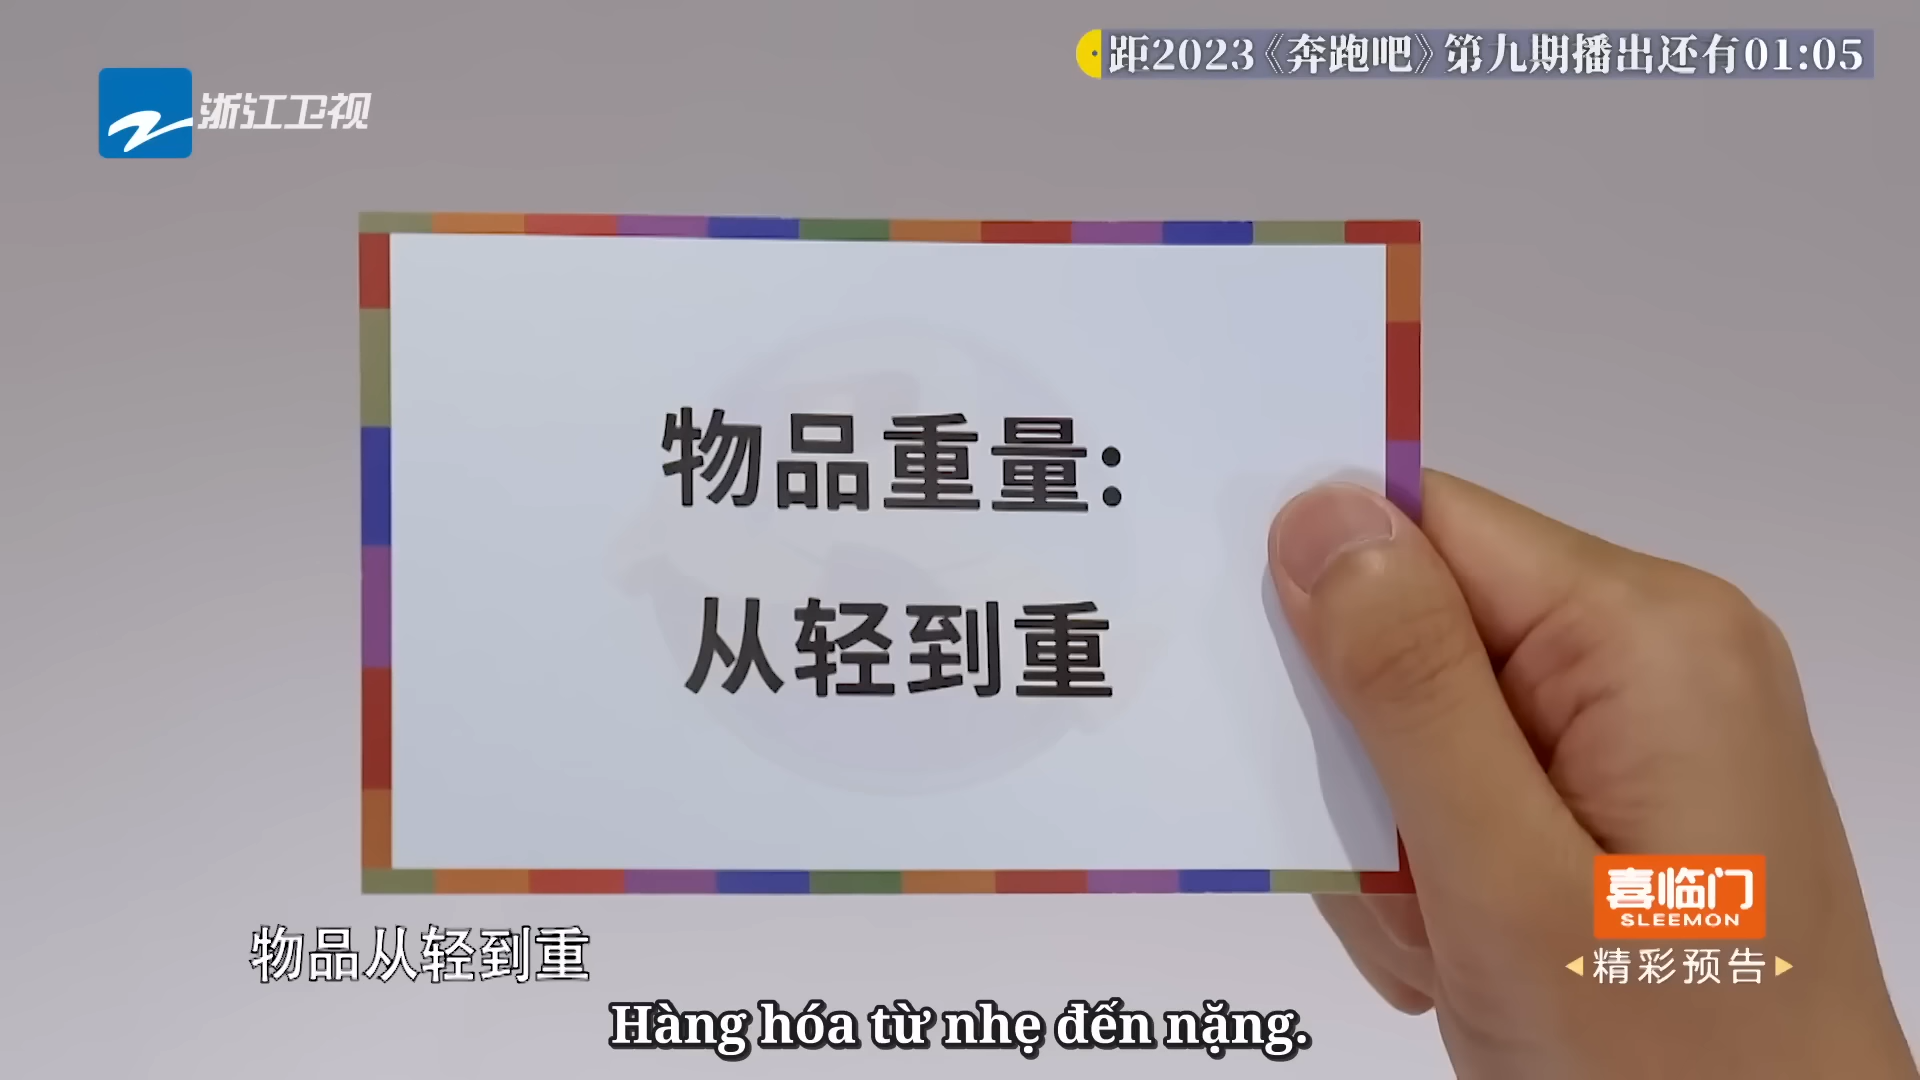 距2023《奔跑吧》第九期播出还有01:05
浙江卫视
物品重量:
从轻到重
喜临门
SLEEMON
精彩预告
物品从轻到重
Hàng hóa từ nhẹ đến nặng.